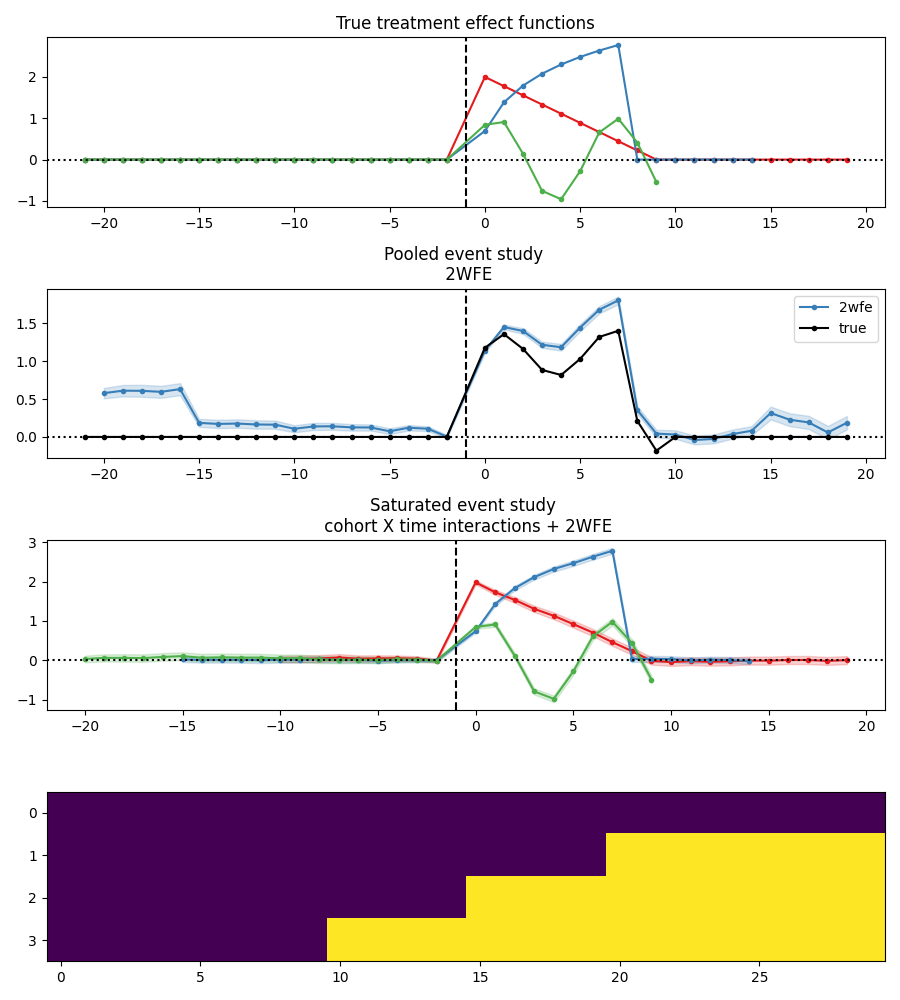 True treatment effect functions
2
1
0
−1
−20 −15 −10 −5 0 5 10 15 20
Pooled event study
2WFE
1.5
1.0
0.5
0.0
2wfe
true
−20 −15 −10 −5 0 5 10 15 20
Saturated event study
cohort X time interactions + 2WFE
3
2
1
0
−1
−20 −15 −10 −5 0 5 10 15 20
0
1
2
3
0 5 10 15 20 25